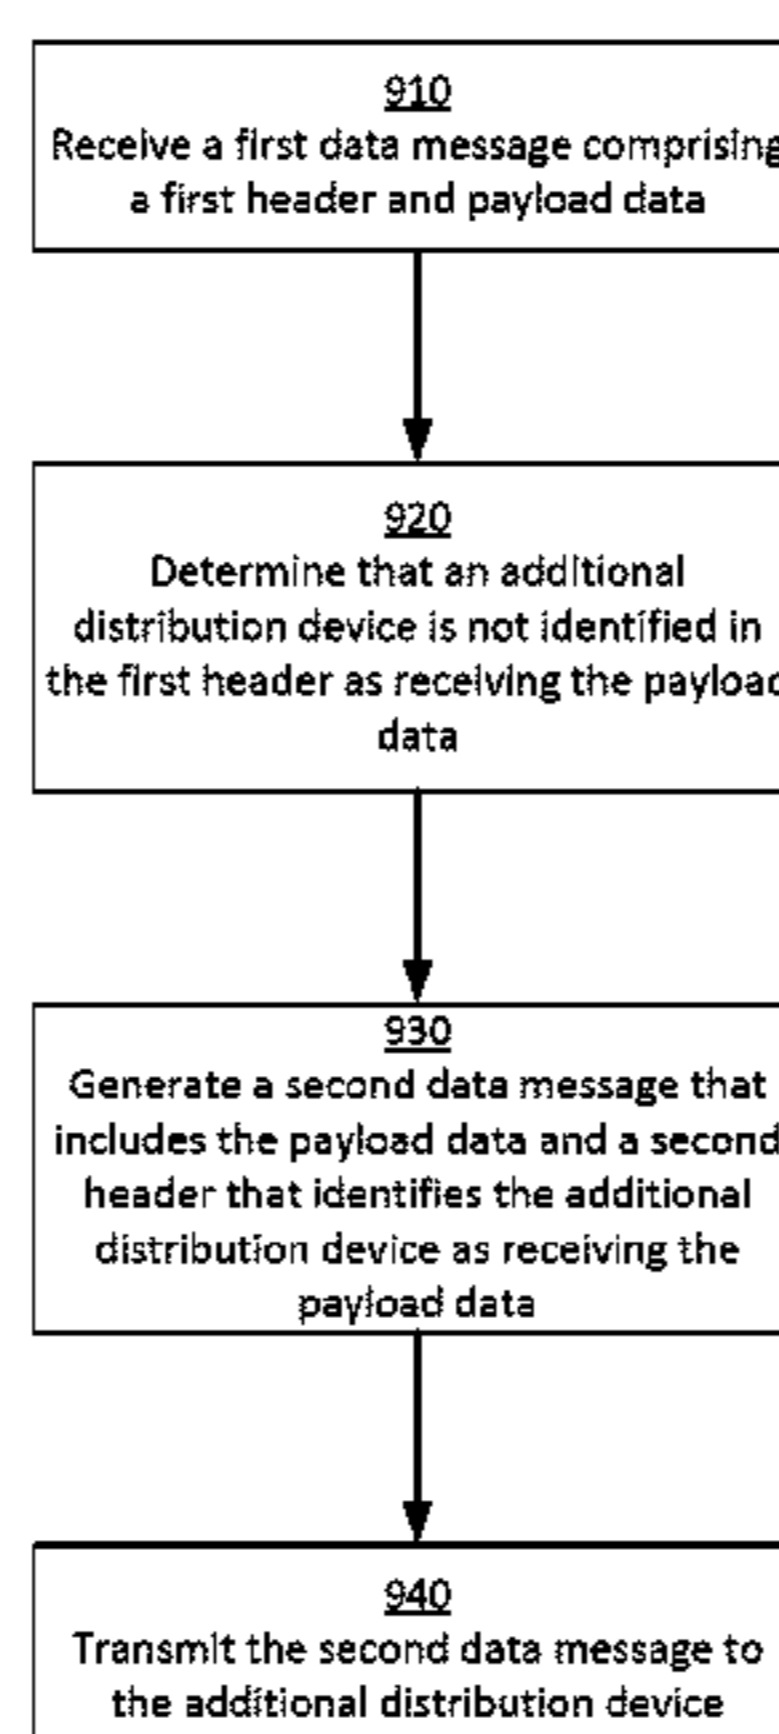 910
Receive a first data message comprising
a first header and payload data
920
Determine that an additional
distribution device is not identified in
the first header as receiving the payload
data
930
Generate a second data message that
includes the payload data and a second
header that identifies the additional
distribution device as receiving the
payload data
940
Transmit the second data message to
the additional distribution device